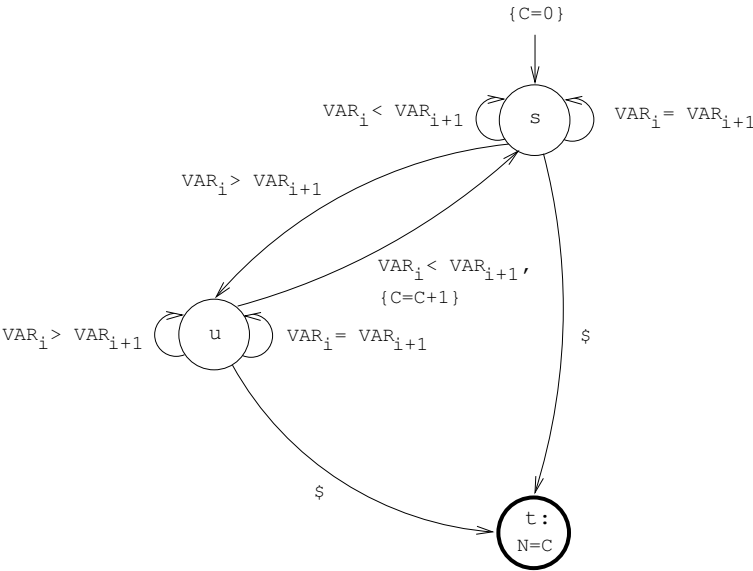 {C=0}
VAR_i < VAR_{i+1}
s
VAR_i = VAR_{i+1}
VAR_i > VAR_{i+1}
VAR_i < VAR_{i+1},
{C=C+1}
VAR_i > VAR_{i+1}
u
VAR_i = VAR_{i+1}
$
$
t:
N=C